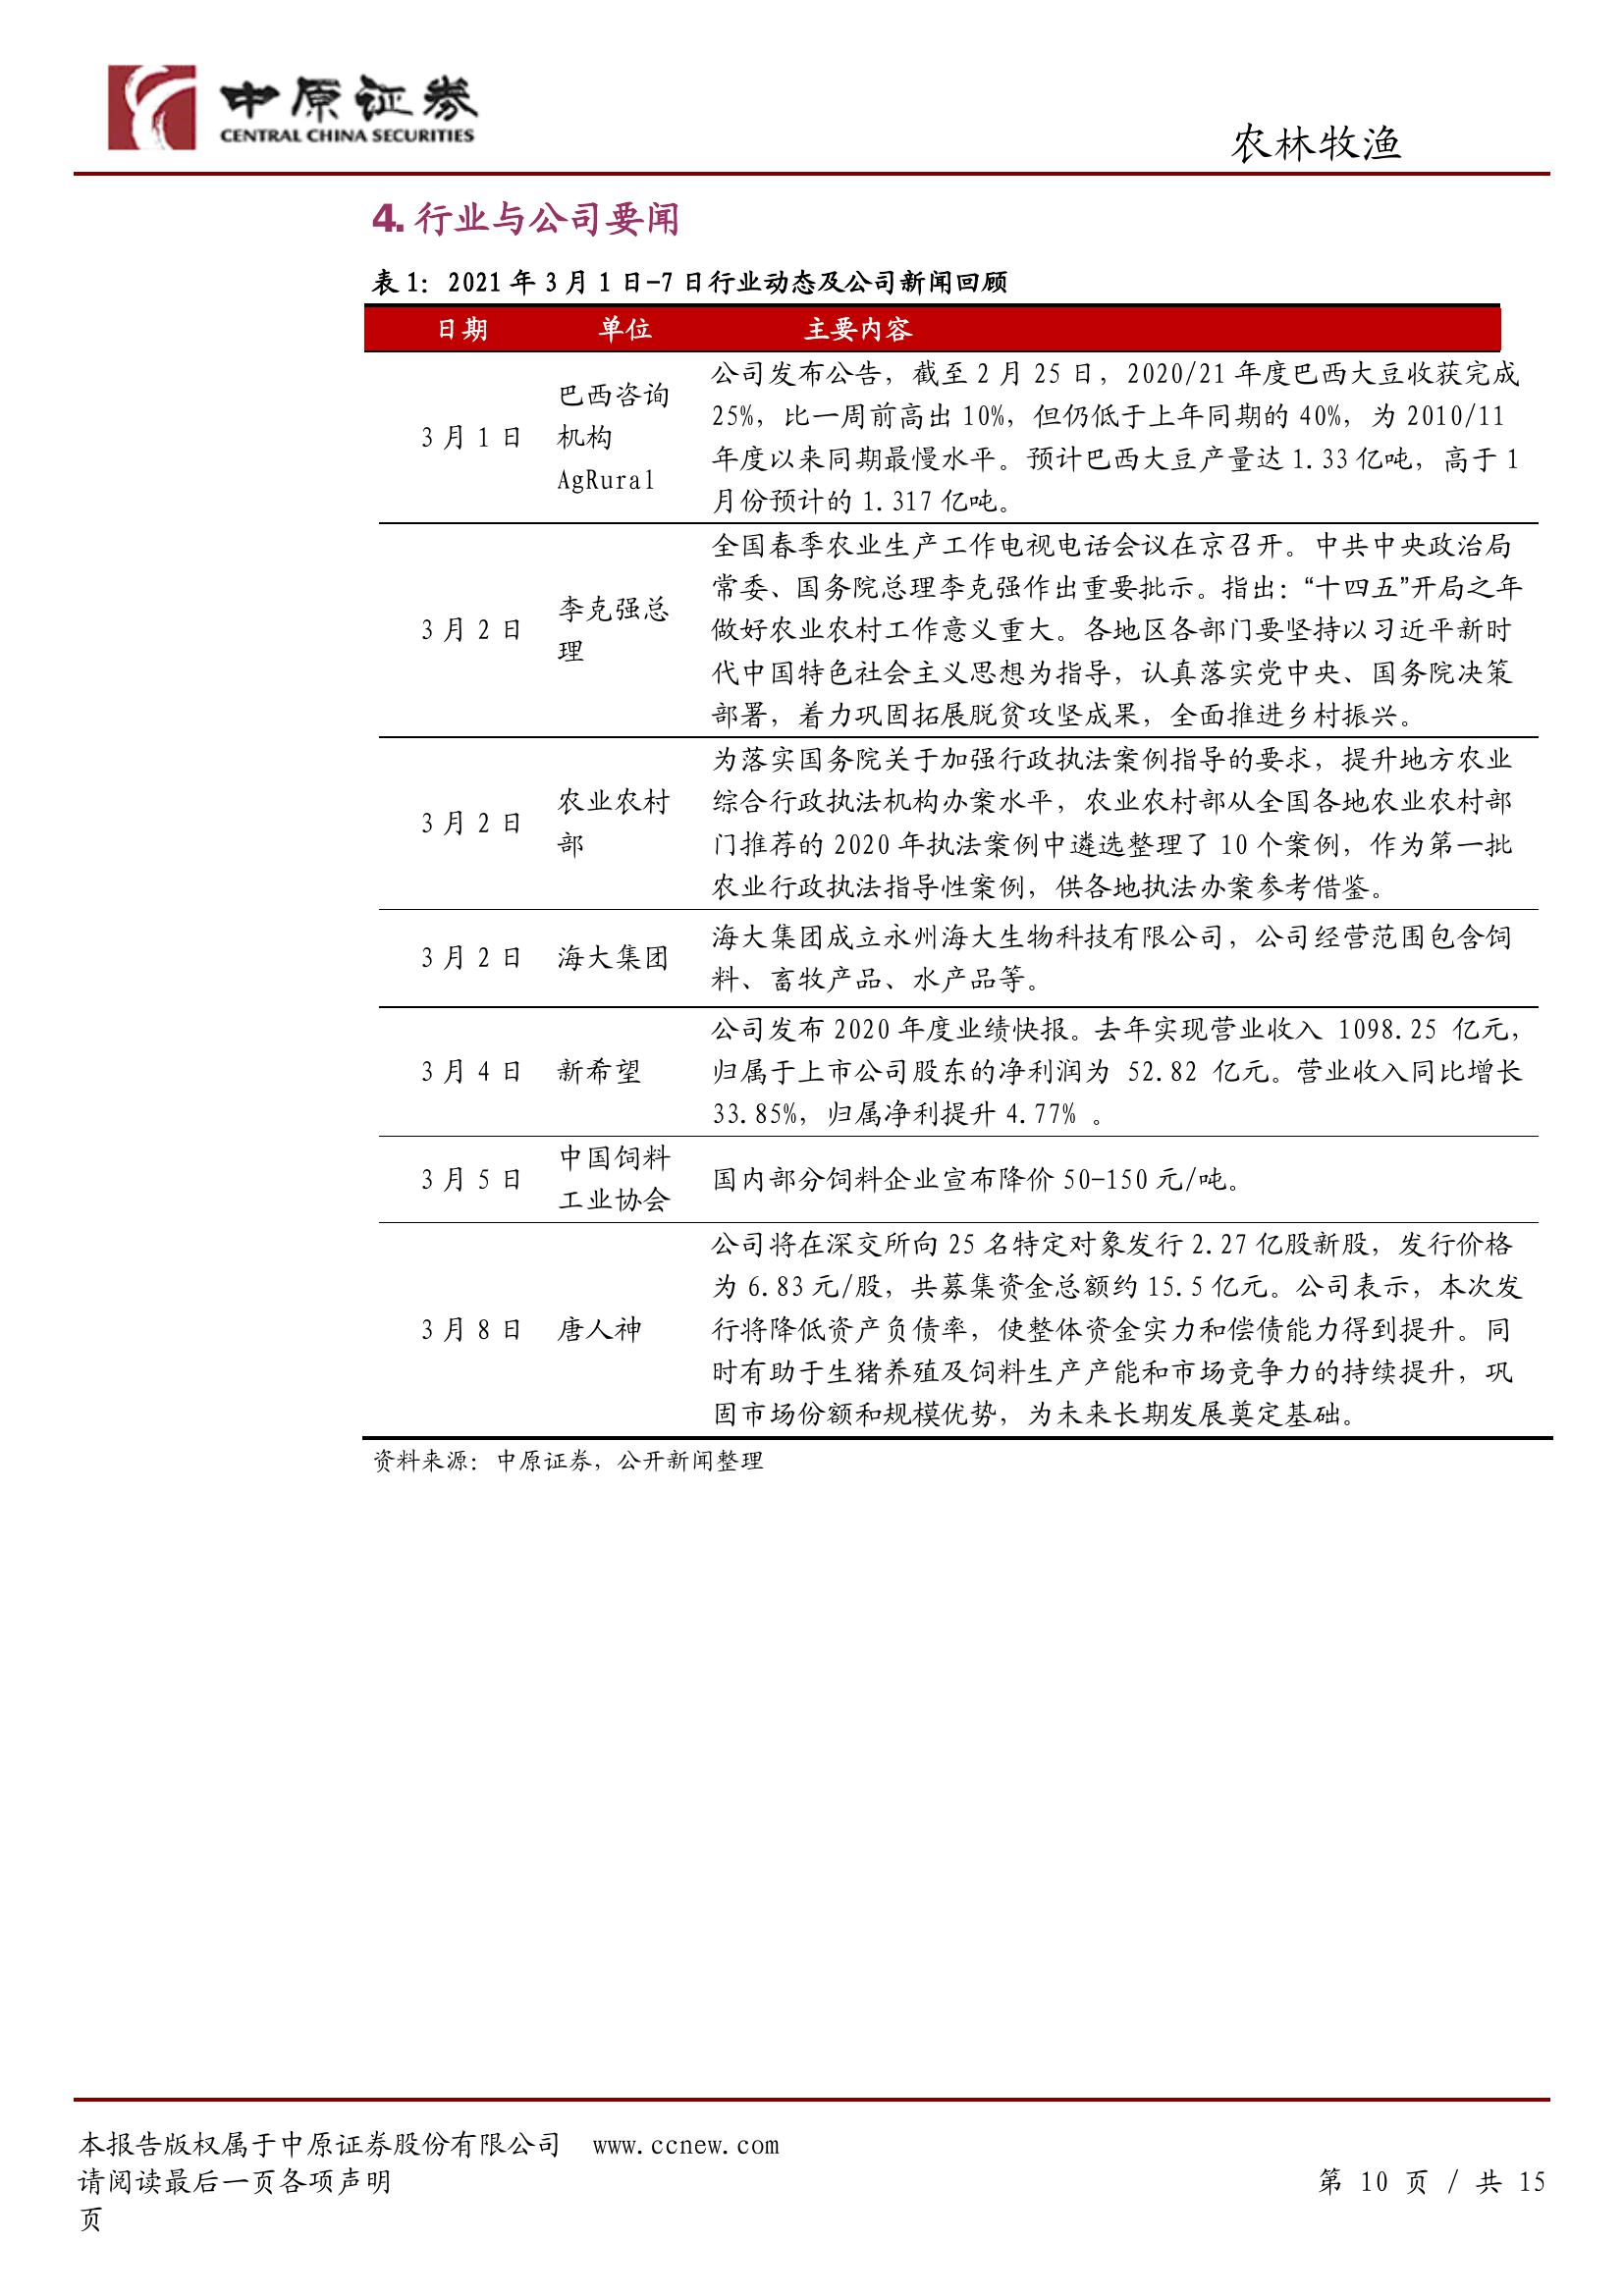 中原证券
CENTRAL CHINA SECURITIES
农林牧渔
4. 行业与公司要闻
表 1：2021 年 3 月 1 日-7 日行业动态及公司新闻回顾
日期 单位 主要内容
3 月 1 日
巴西咨询
机构
AgRural
公司发布公告，截至 2 月 25 日，2020/21 年度巴西大豆收获完成
25%，比一周前高出 10%，但仍低于上年同期的 40%，为 2010/11
年度以来同期最慢水平。预计巴西大豆产量达 1.33 亿吨，高于 1
月份预计的 1.317 亿吨。
3 月 2 日
李克强总
理
全国春季农业生产工作电视电话会议在京召开。中共中央政治局
常委、国务院总理李克强作出重要批示。指出：“十四五”开局之年
做好农业农村工作意义重大。各地区各部门要坚持以习近平新时
代中国特色社会主义思想为指导，认真落实党中央、国务院决策
部署，着力巩固拓展脱贫攻坚成果，全面推进乡村振兴。
3 月 2 日
农业农村
部
为落实国务院关于加强行政执法案例指导的要求，提升地方农业
综合行政执法机构办案水平，农业农村部从全国各地农业农村部
门推荐的 2020 年执法案例中遴选整理了 10 个案例，作为第一批
农业行政执法指导性案例，供各地执法办案参考借鉴。
3 月 2 日
海大集团
海大集团成立永州海大生物科技有限公司，公司经营范围包含饲
料、畜牧产品、水产品等。
3 月 4 日
新希望
公司发布 2020 年度业绩快报。去年实现营业收入 1098.25 亿元，
归属于上市公司股东的净利润为 52.82 亿元。营业收入同比增长
33.85%，归属净利提升 4.77% 。
3 月 5 日
中国饲料
工业协会
国内部分饲料企业宣布降价 50-150 元/吨。
3 月 8 日
唐人神
公司将在深交所向 25 名特定对象发行 2.27 亿股新股，发行价格
为 6.83 元/股，共募集资金总额约 15.5 亿元。公司表示，本次发
行将降低资产负债率，使整体资金实力和偿债能力得到提升。同
时有助于生猪养殖及饲料生产产能和市场竞争力的持续提升，巩
固市场份额和规模优势，为未来长期发展奠定基础。
资料来源：中原证券，公开新闻整理
本报告版权属于中原证券股份有限公司 www.ccnew.com
请阅读最后一页各项声明 第 10 页 / 共 15
页